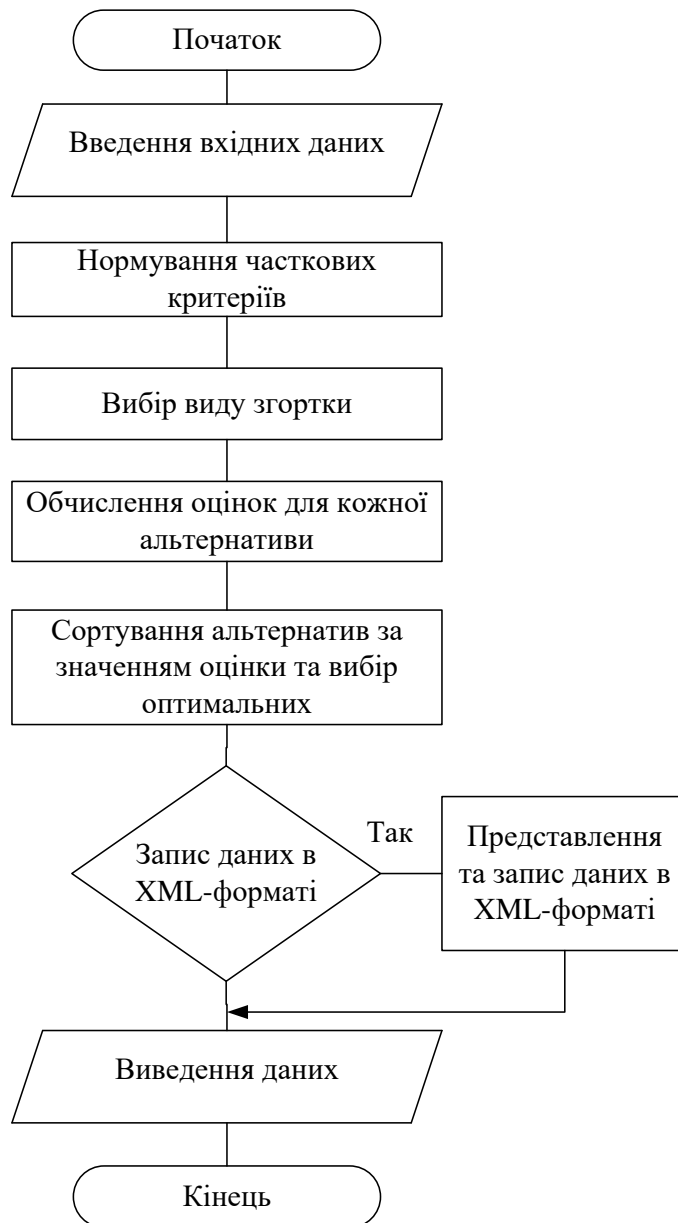 Початок
Введення вхідних даних
Нормування часткових
критеріїв
Вибір виду згортки
Обчислення оцінок для кожної
альтернативи
Сортування альтернатив за
значенням оцінки та вибір
оптимальних
Запис даних в
XML-форматі
Так
Представлення
та запис даних в
XML-форматі
Виведення даних
Кінець